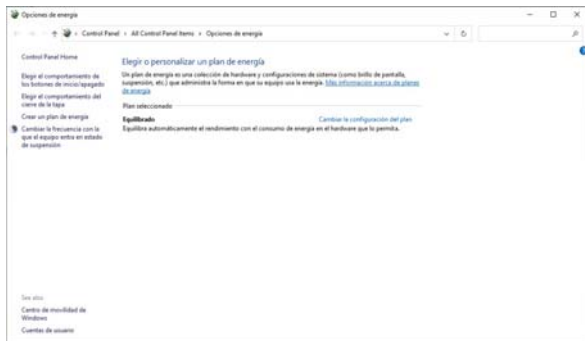 Opciones de energía
Control Panel › All Control Panel Items › Opciones de energía
Control Panel Home
Elegir el comportamiento de
los botones de inicio/apagado
Elegir el comportamiento del
cierre de la tapa
Crear un plan de energía
Cambiar la frecuencia con la
que el equipo entra en estado
de suspensión
Elegir o personalizar un plan de energía
Un plan de energía es una colección de hardware y configuraciones de sistema (como brillo de pantalla,
suspensión, etc.) que administra la forma en que su equipo usa la energía. Más información acerca de planes
de energía
Plan seleccionado
Equilibrado
Cambiar la configuración del plan
Equilibra automáticamente el rendimiento con el consumo de energía en el hardware que lo permita.
See also
Centro de movilidad de
Windows
Cuentas de usuario